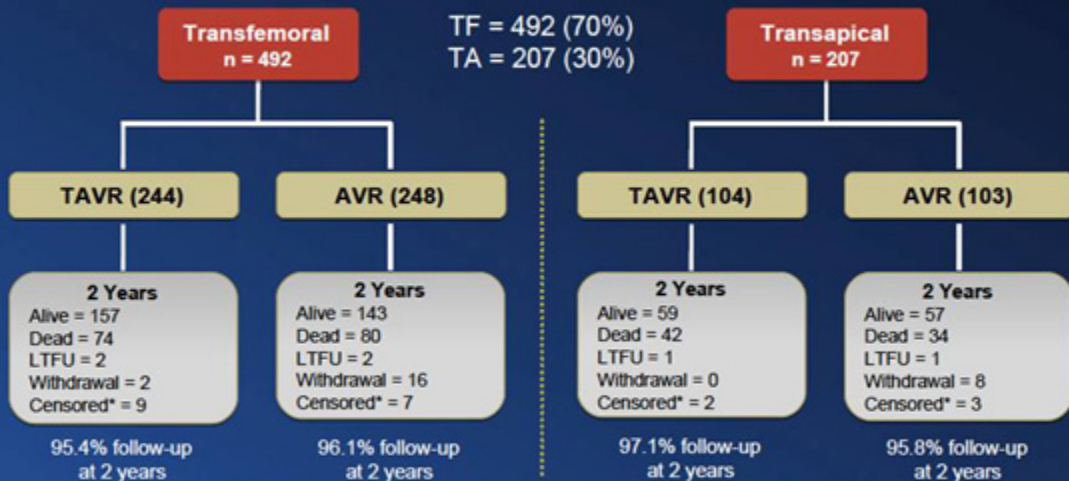 Transfemoral
n = 492
TF = 492 (70%)
TA = 207 (30%)
Transapical
n = 207
TAVR (244)
AVR (248)
TAVR (104)
AVR (103)
2 Years
Alive = 157
Dead = 74
LTFU = 2
Withdrawal = 2
Censored* = 9
2 Years
Alive = 143
Dead = 80
LTFU = 2
Withdrawal = 16
Censored* = 7
2 Years
Alive = 59
Dead = 42
LTFU = 1
Withdrawal = 0
Censored* = 2
2 Years
Alive = 57
Dead = 34
LTFU = 1
Withdrawal = 8
Censored* = 3
95.4% follow-up
at 2 years
96.1% follow-up
at 2 years
97.1% follow-up
at 2 years
95.8% follow-up
at 2 years